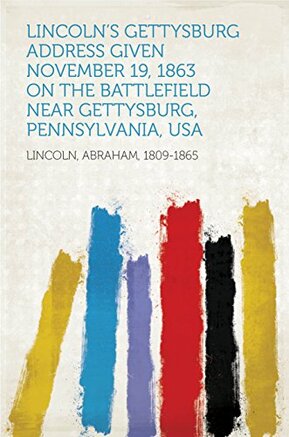 LINCOLN'S GETTYSBURG
ADDRESS GIVEN
NOVEMBER 19, 1863
ON THE BATTLEFIELD
NEAR GETTYSBURG,
PENNSYLVANIA, USA
LINCOLN, ABRAHAM, 1809-1865